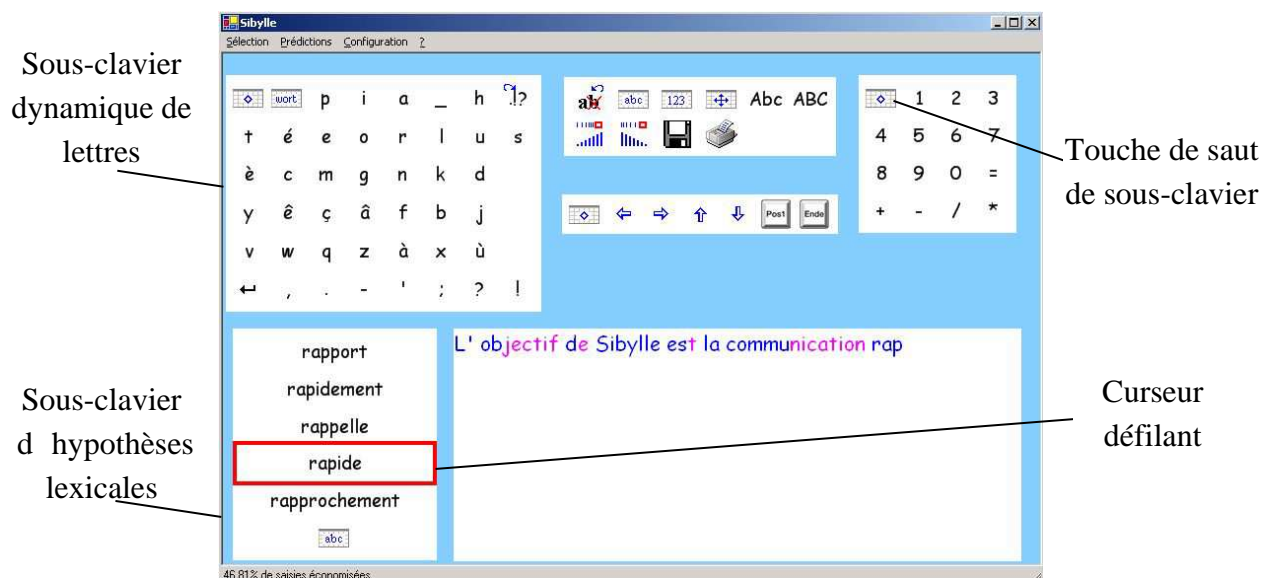 Sibylle
Sélection Prédictions Configuration ?
Sous-clavier
dynamique de
lettres
wort p i a _ h .!?
t é e o r l u s
è c m g n k d
y ê ç â f b j
v w q z à x ù
, . - ' ; ? !
ab abc 123 Abc ABC
Post Ende
1 2 3
4 5 6 7
8 9 0 =
+ - / *
Touche de saut
de sous-clavier
rapport
rapidement
rappelle
rapide
rapprochement
abc
L' objectif de Sibylle est la communication rap
Sous-clavier
d hypothèses
lexicales
Curseur
défilant
46.81% de saisies économisées